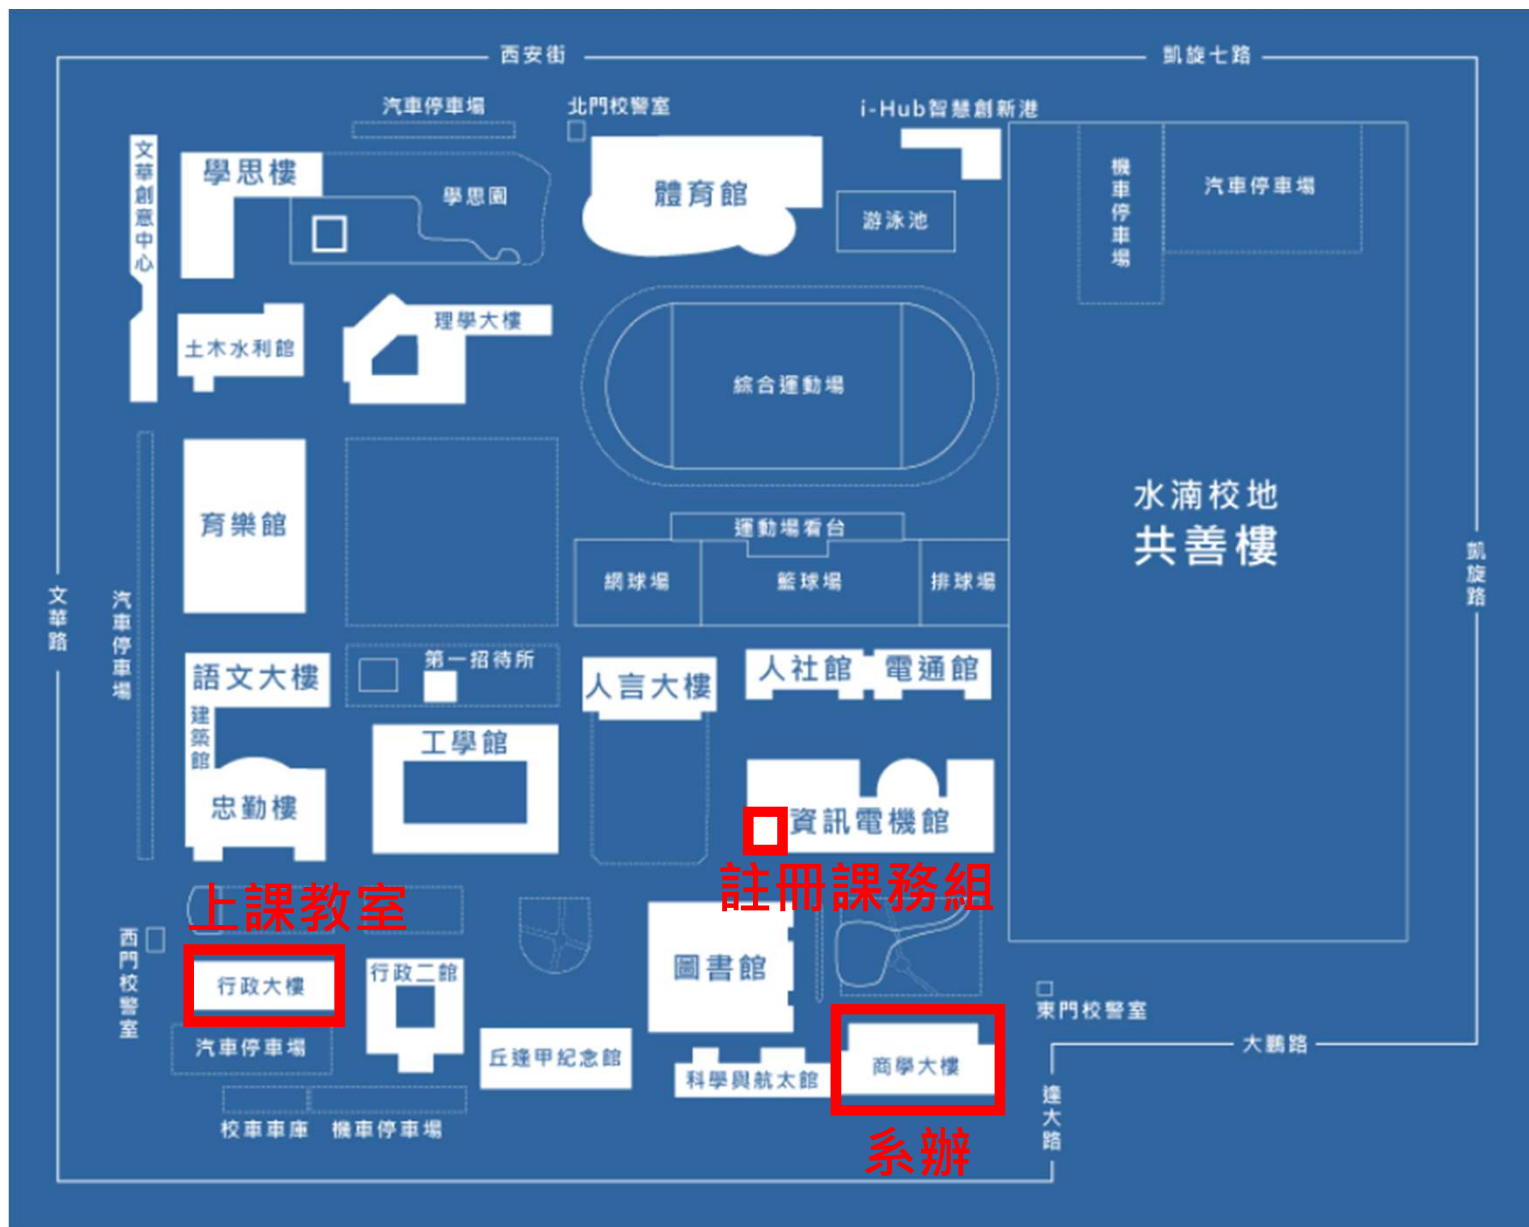 西安街
凱旋七路
汽車停車場
北門校警室
i-Hub智慧創新港
文華創意中心
學思樓
學思園
體育館
游泳池
機車停車場
汽車停車場
土木水利館
理學大樓
綜合運動場
水湳校地
共善樓
育樂館
運動場看台
網球場
籃球場
排球場
凱旋路
文華路
汽車停車場
語文大樓
第一招待所
人言大樓
人社館
電通館
建築館
工學館
忠勤樓
資訊電機館
註冊課務組
上課教室
西門校警室
行政大樓
行政二館
圖書館
東門校警室
汽車停車場
丘逢甲紀念館
科學與航太館
商學大樓
大鵬路
逢大路
校車車庫
機車停車場
系辦